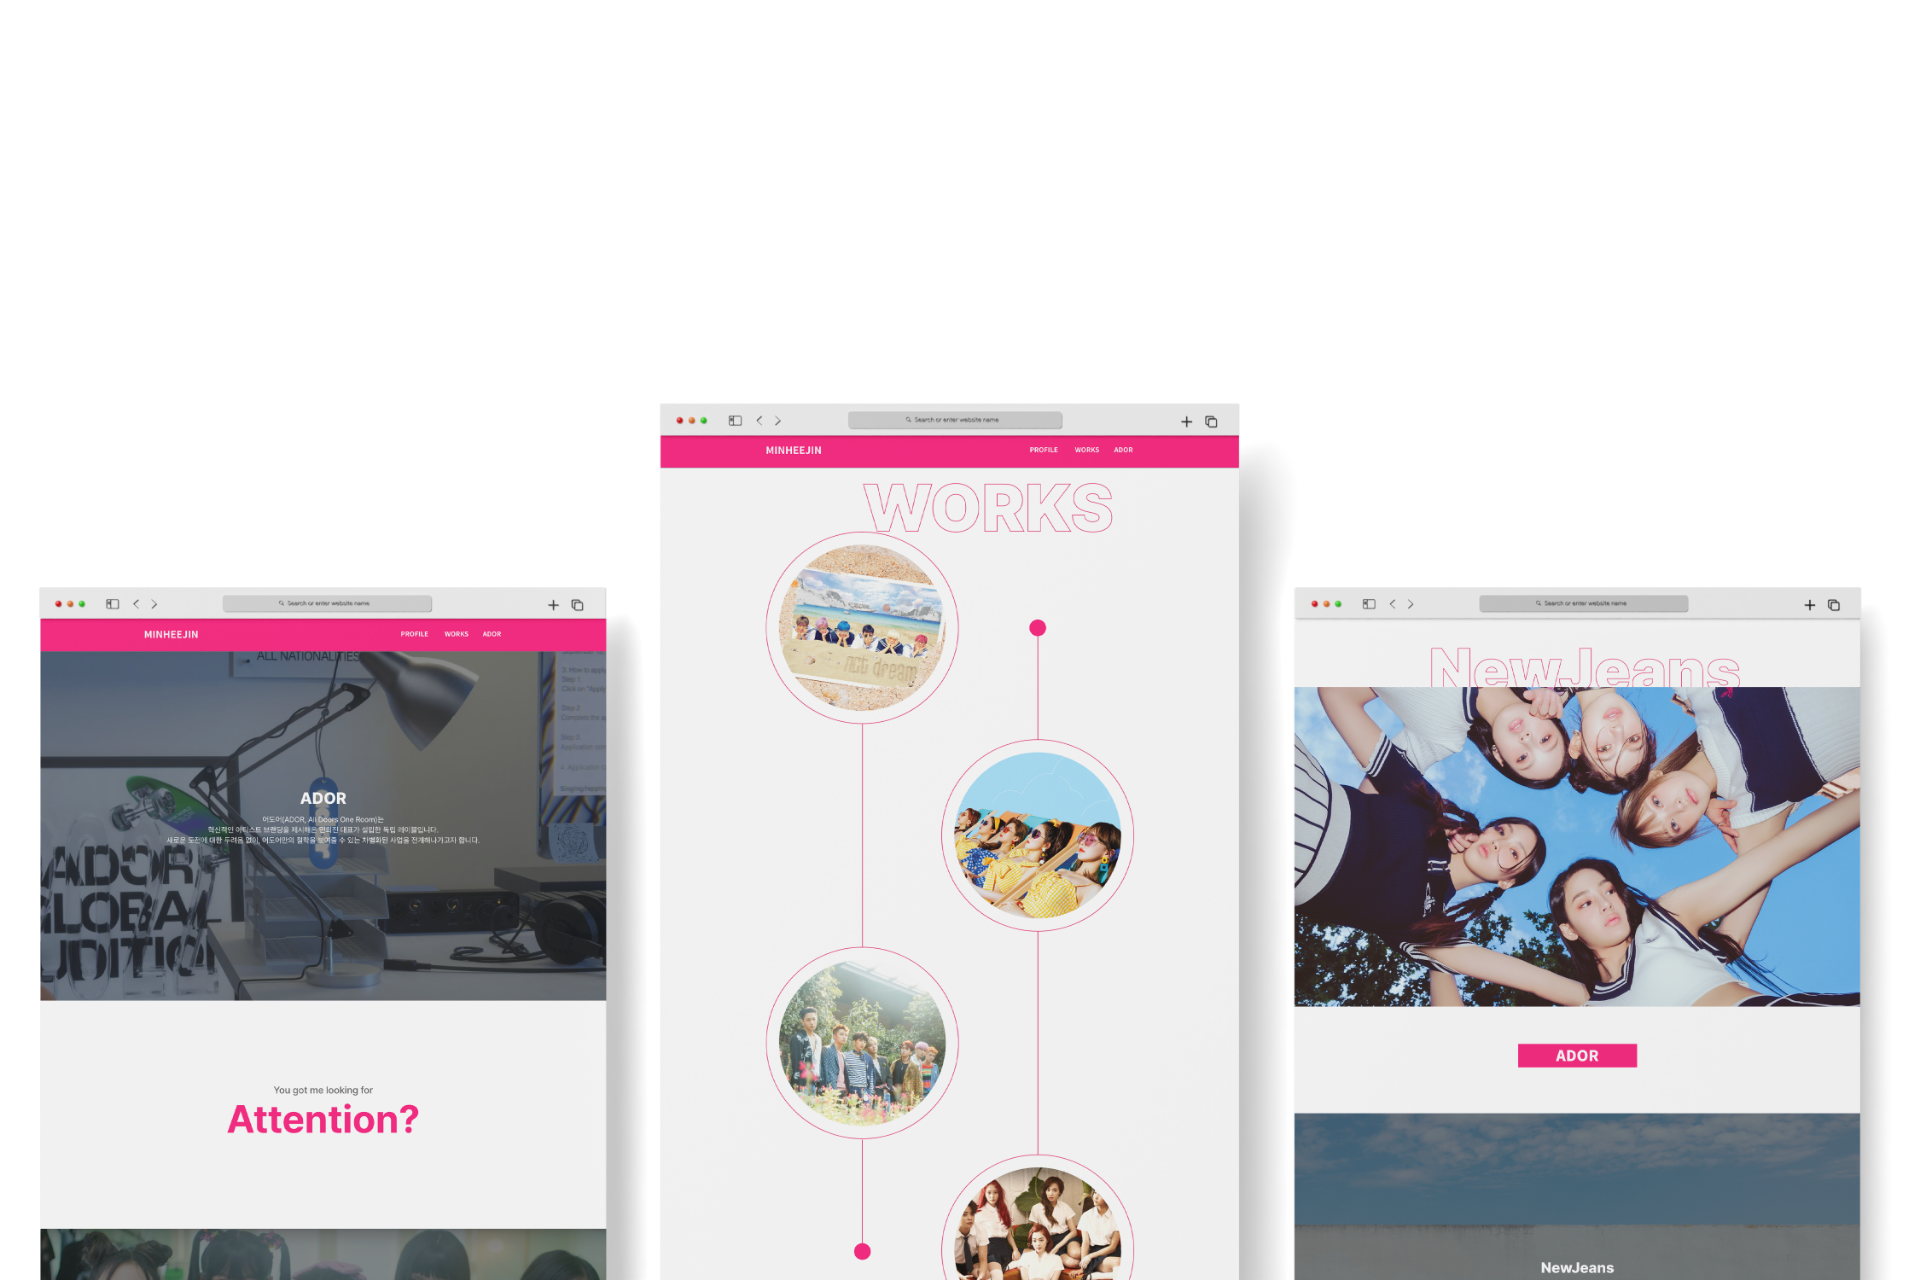 Search or enter website name
MINHEEJIN
PROFILE WORKS ADOR
ALL NATIONALITIES
ADOR
어도어(ADOR, All Doors One Room)는
혁신적인 아티스트 브랜딩을 제시해온 민희진 대표가 설립한 독립 레이블입니다.
새로운 도전에 대한 두려움 없이, 어도어만의 철학을 보여줄 수 있는 차별화된 사업을 전개해나가고자 합니다.
ADOR
GLOBAL
UDITIO
You got me looking for
Attention?
Search or enter website name
MINHEEJIN
PROFILE WORKS ADOR
WORKS
nct dream
Search or enter website name
NewJeans
ADOR
NewJeans